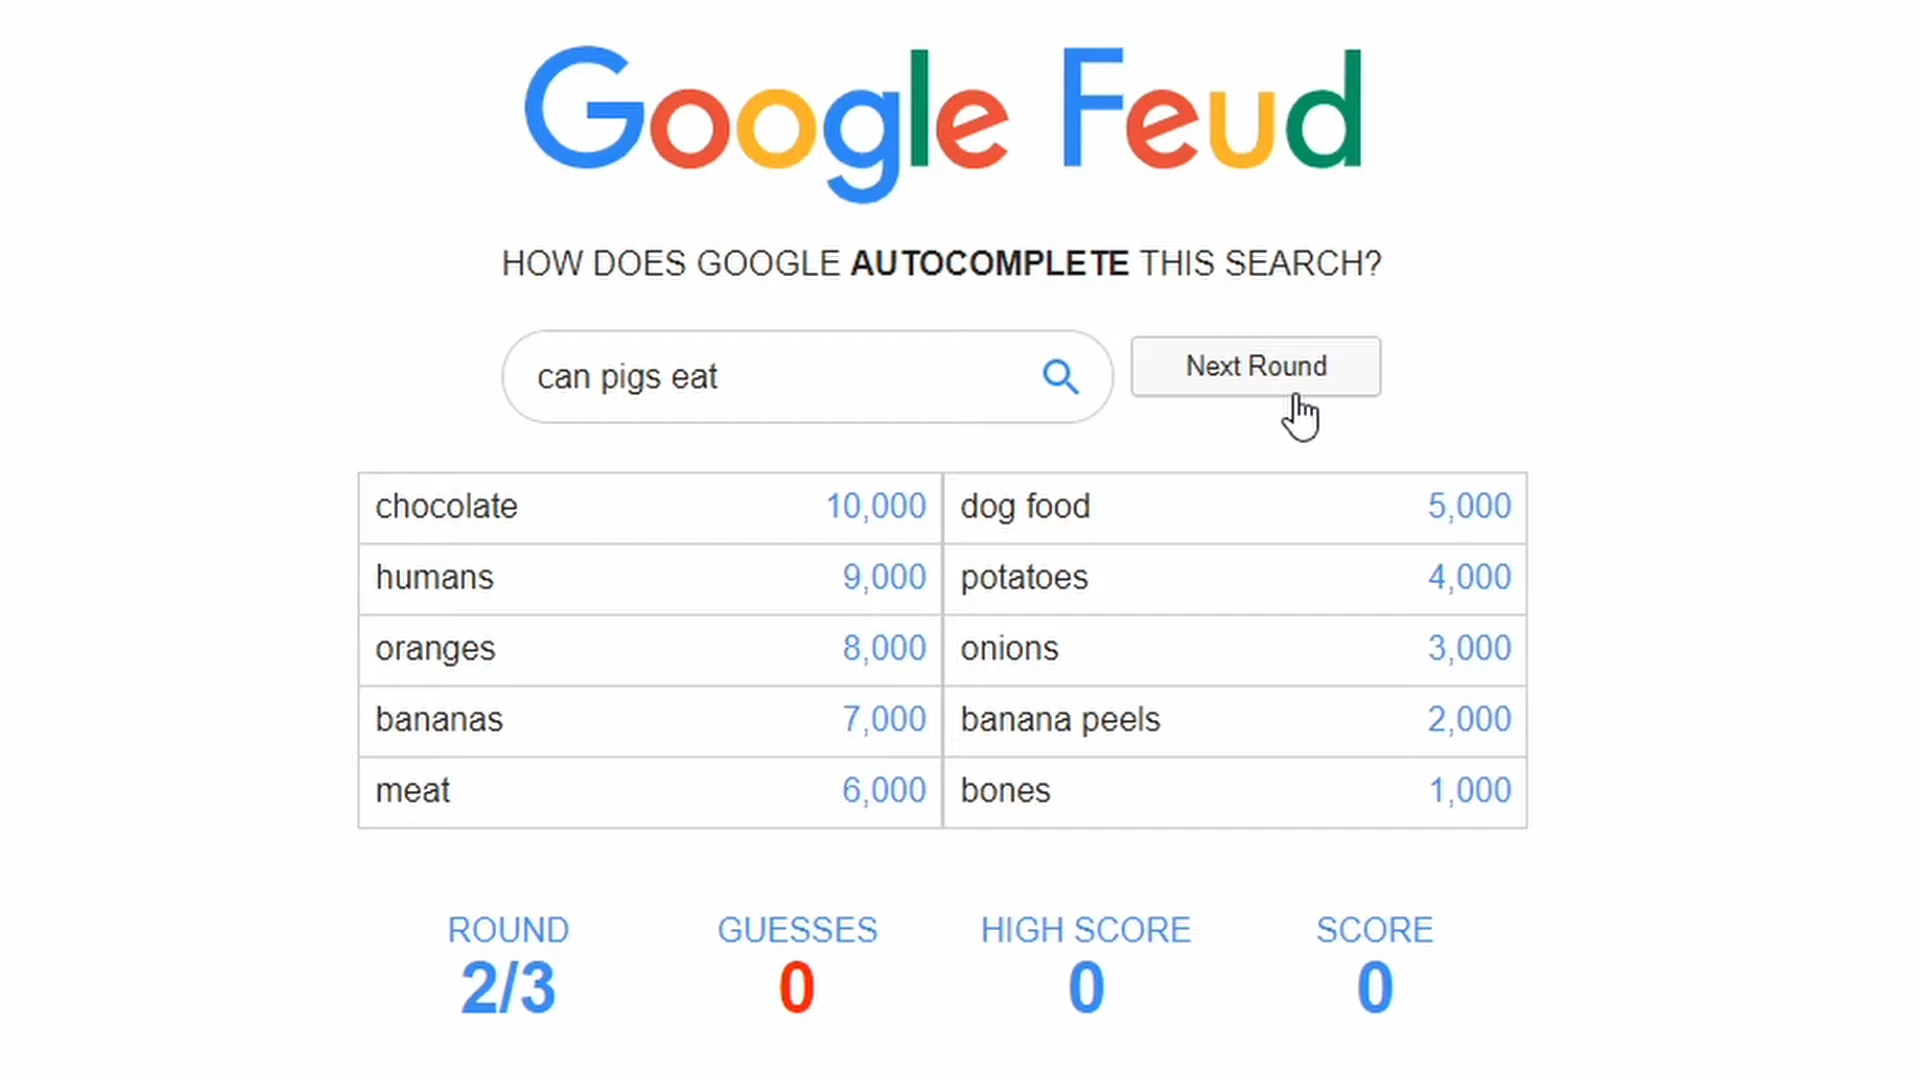 Google Feud
HOW DOES GOOGLE AUTOCOMPLETE THIS SEARCH?
can pigs eat
Next Round
chocolate 10,000 dog food 5,000
humans 9,000 potatoes 4,000
oranges 8,000 onions 3,000
bananas 7,000 banana peels 2,000
meat 6,000 bones 1,000
ROUND GUESSES HIGH SCORE SCORE
2/3 0 0 0